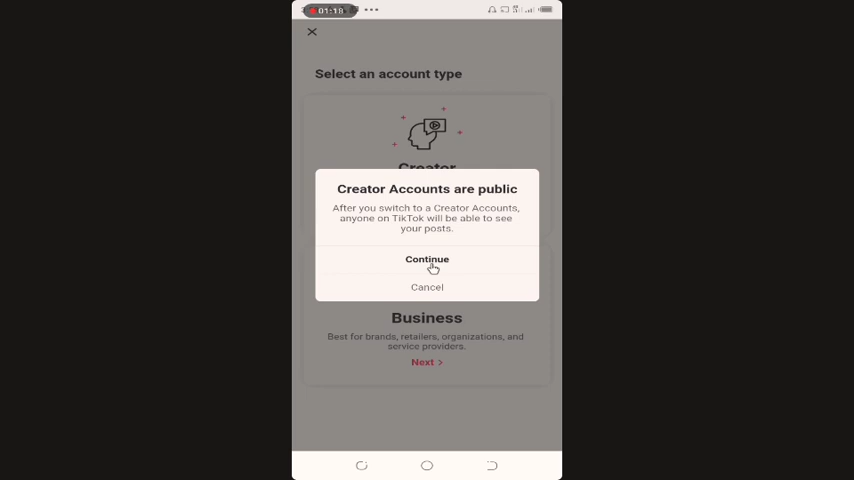 01:18
Select an account type
Creator
Creator Accounts are public
After you switch to a Creator Accounts,
anyone on TikTok will be able to see
your posts.
Continue
Cancel
Business
Best for brands, retailers, organizations, and
service providers.
Next >